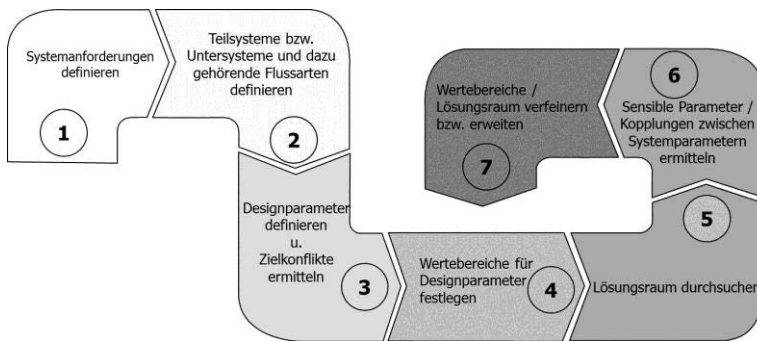 Systemanforderungen
definieren
1
Teilsysteme bzw.
Untersysteme und dazu
gehörende Flussarten
definieren
2
Designparameter
definieren
u.
Zielkonflikte
ermitteln
3
Wertebereiche für
Designparameter
festlegen
4
Lösungsraum durchsuchen
5
6
Sensible Parameter /
Kopplungen zwischen
Systemparametern
ermitteln
Wertebereiche /
Lösungsraum verfeinern
bzw. erweiten
7